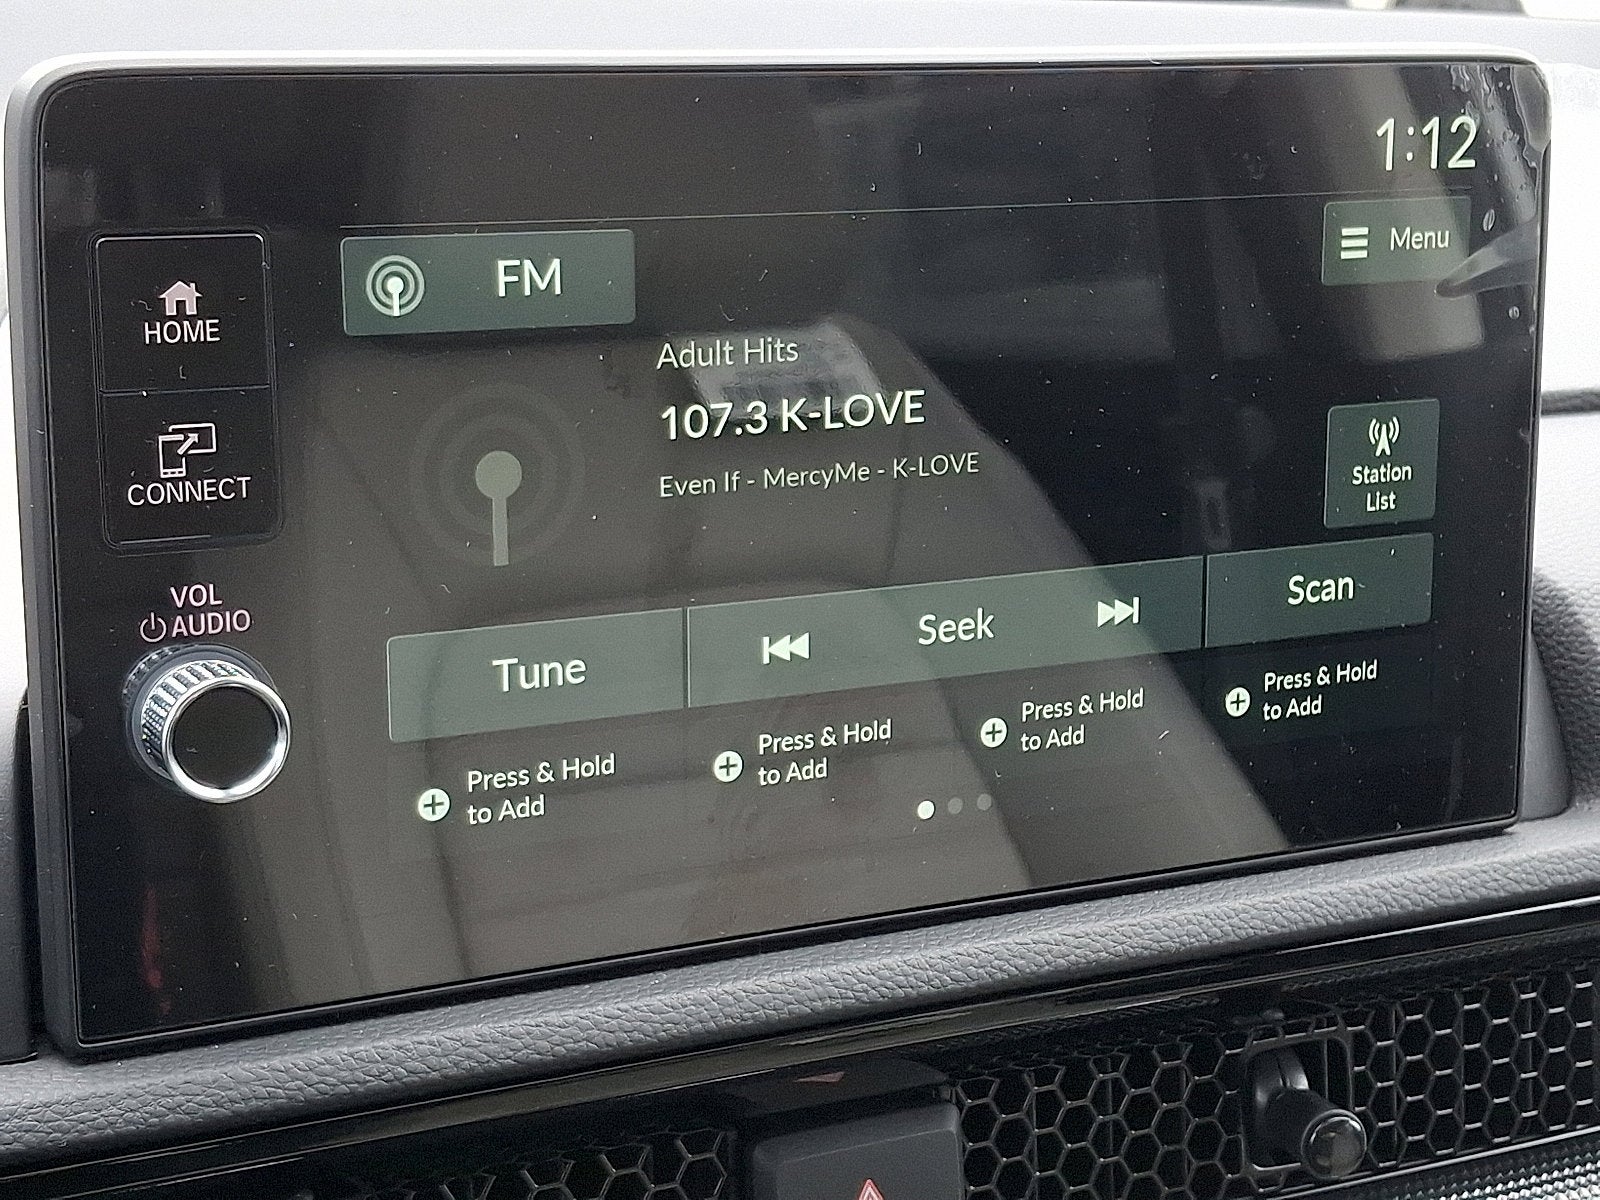 1:12
HOME
FM
Menu
Adult Hits
107.3 K-LOVE
Even If - MercyMe - K-LOVE
CONNECT
Station
List
VOL
AUDIO
Tune
Seek
Scan
Press & Hold
to Add
Press & Hold
to Add
Press & Hold
to Add
Press & Hold
to Add